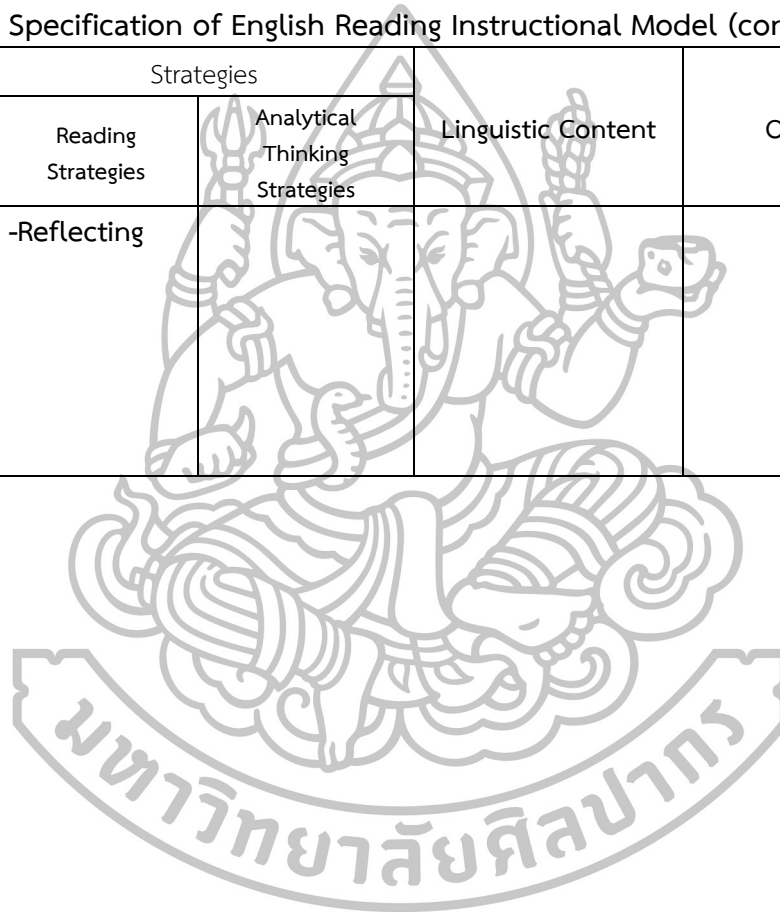 Specification of English Reading Instructional Model (con
Strategies
Reading
Strategies
Analytical
Thinking
Strategies
Linguistic Content
-Reflecting
มหาวิทยาลัยศิลปากร